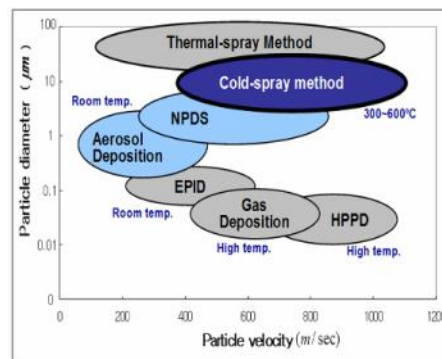 Particle diameter (μm)
100
10
1
0.1
0.01
Thermal-spray Method
Cold-spray method
300~600℃
Room temp.
NPDS
Aerosol
Deposition
EPID
Room temp.
Gas
Deposition
High temp.
HPPD
High temp.
0
200
400
600
800
1000
120
Particle velocity (m/sec)